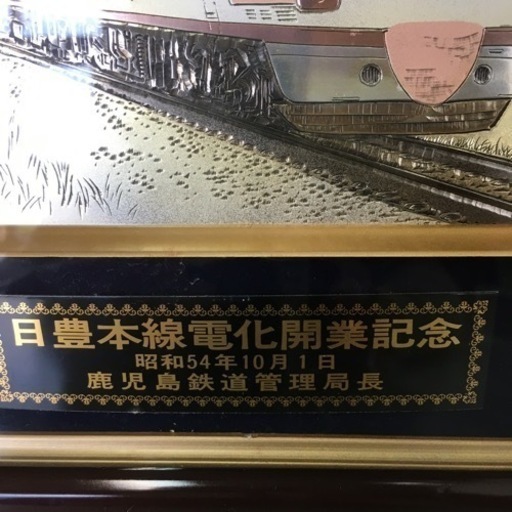 日豊本線電化開業記念
昭和54年10月1日
鹿児島鉄道管理局長